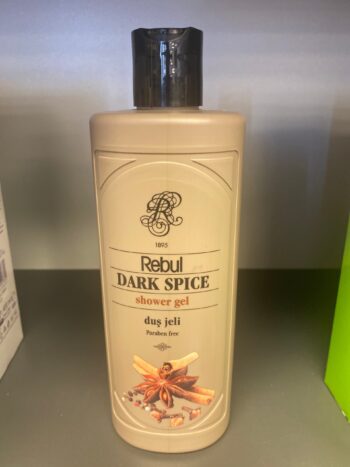 R
1895
Rebul
DARK SPICE
shower gel
duş jeli
Paraben free